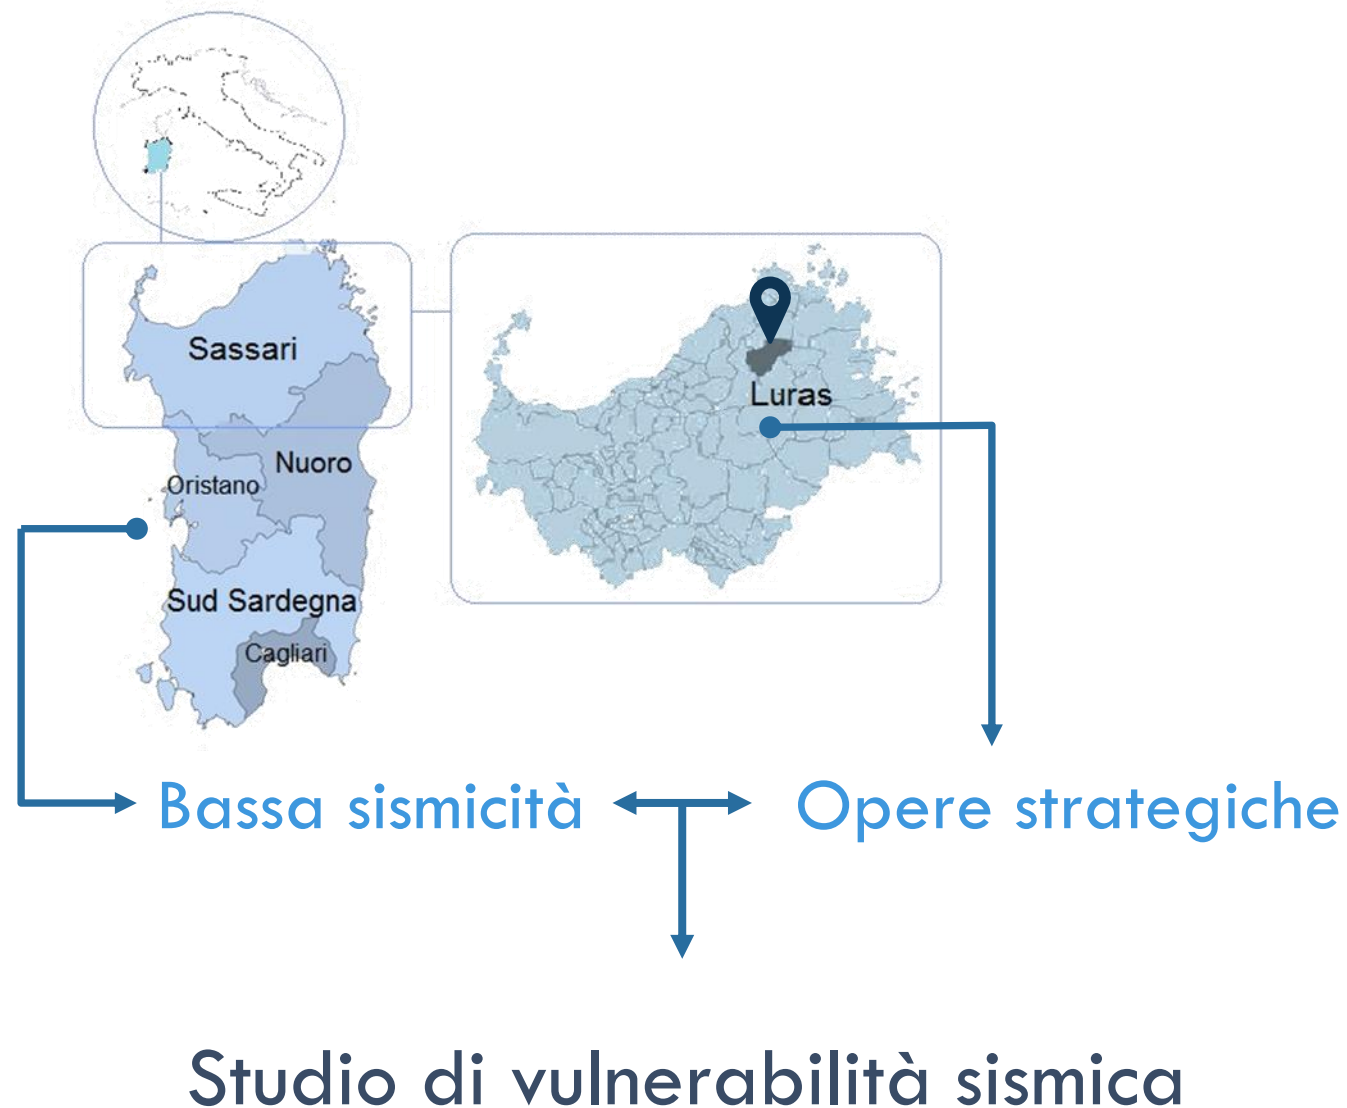 Sassari
Luras
Nuoro
Oristano
Sud Sardegna
Cagliari
Bassa sismicità
Opere strategiche
Studio di vulnerabilità sismica